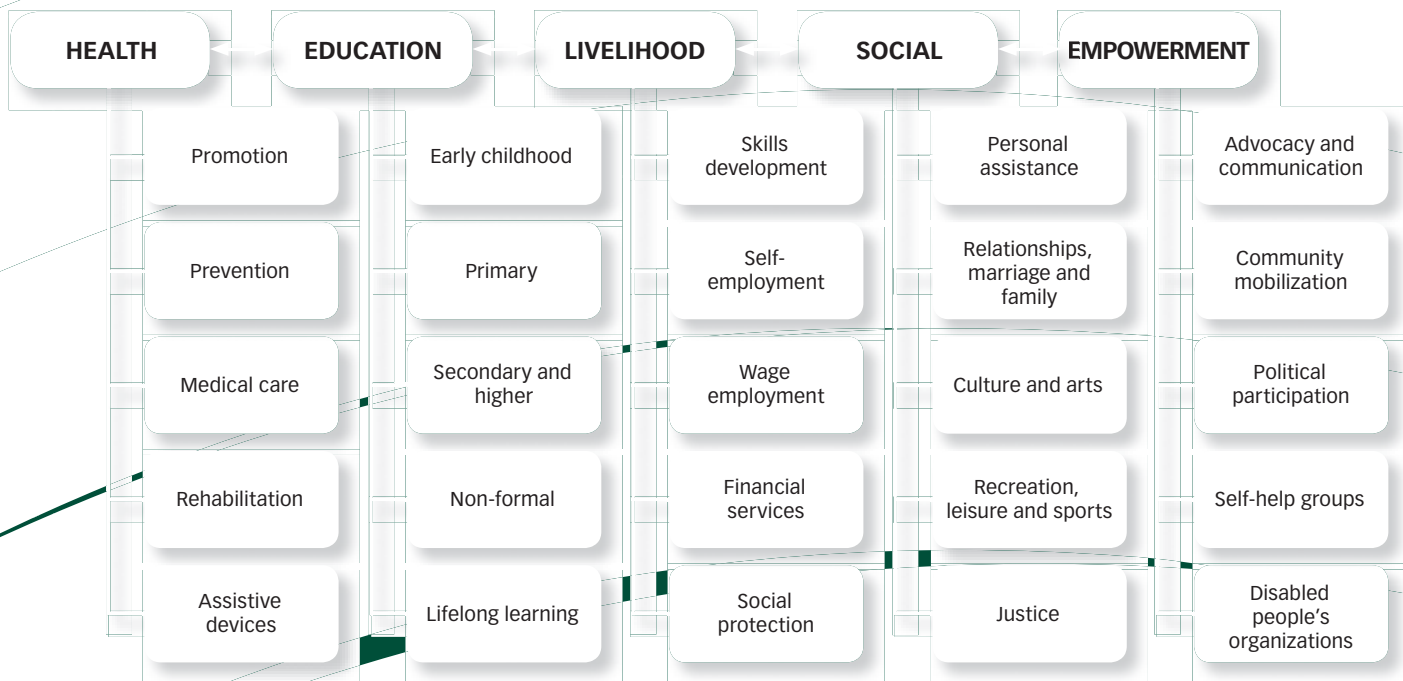 HEALTH
EDUCATION
LIVELIHOOD
SOCIAL
EMPOWERMENT
Promotion
Prevention
Medical care
Rehabilitation
Assistive
devices
Early childhood
Primary
Secondary and
higher
Non-formal
Lifelong learning
Skills
development
Self-
employment
Wage
employment
Financial
services
Social
protection
Personal
assistance
Relationships,
marriage and
family
Culture and arts
Recreation,
leisure and sports
Justice
Advocacy and
communication
Community
mobilization
Political
participation
Self-help groups
Disabled
people’s
organizations